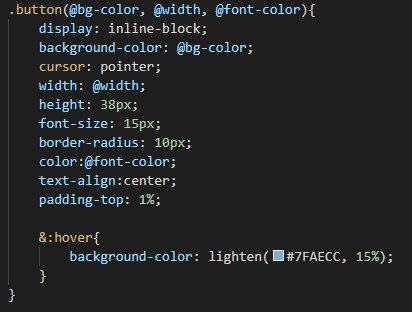 .button(@bg-color, @width, @font-color){
    display: inline-block;
    background-color: @bg-color;
    cursor: pointer;
    width: @width;
    height: 38px;
    font-size: 15px;
    border-radius: 10px;
    color:@font-color;
    text-align:center;
    padding-top: 1%;

    &:hover{
        background-color: lighten(#7FAECC, 15%);
    }
}